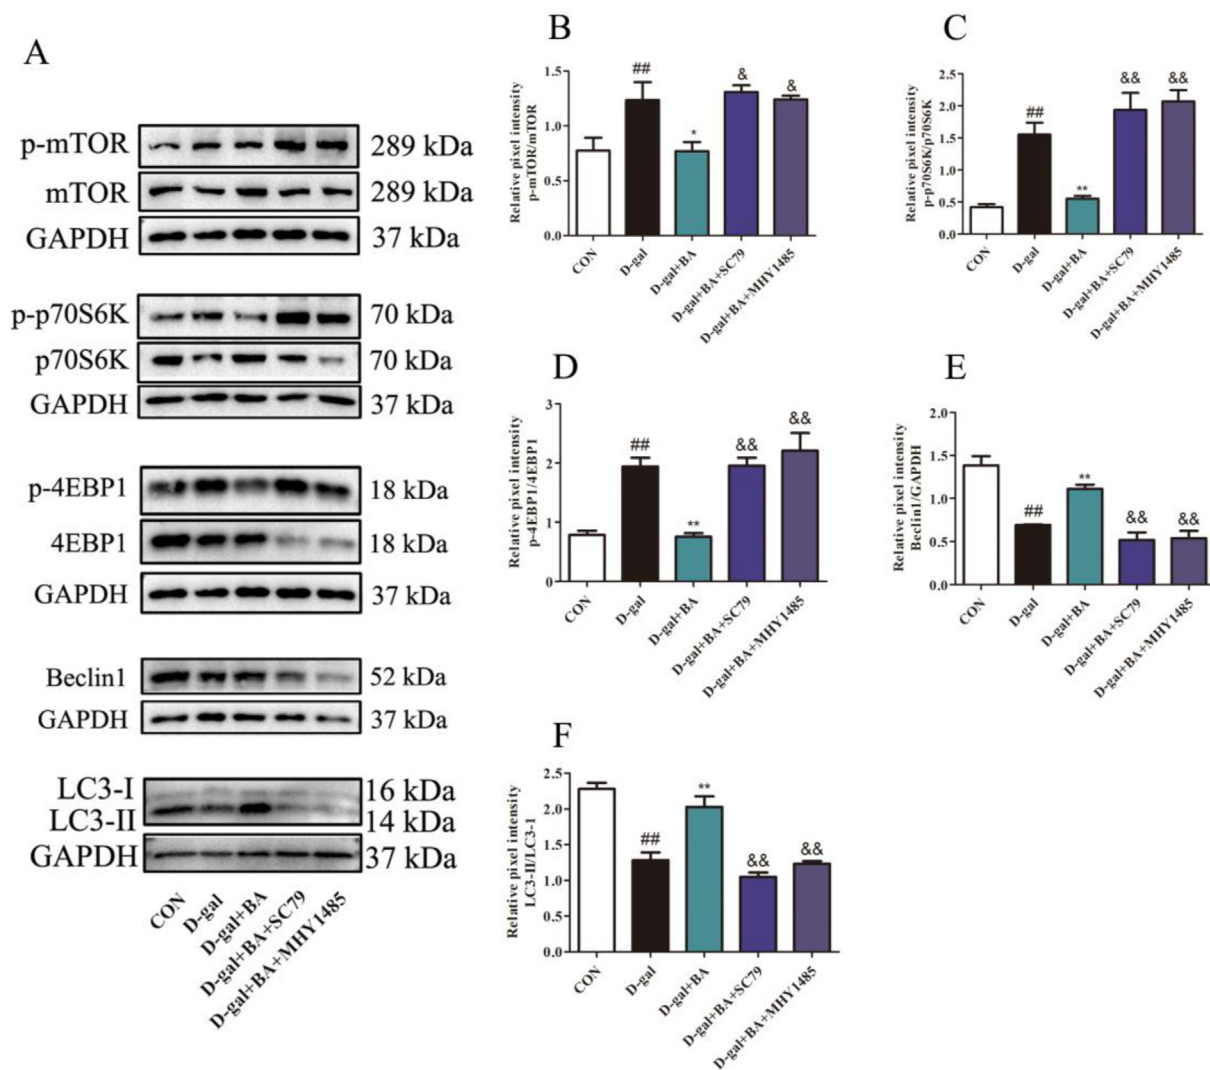 A
p-mTOR 289 kDa
mTOR 289 kDa
GAPDH 37 kDa
p-p70S6K 70 kDa
p70S6K 70 kDa
GAPDH 37 kDa
p-4EBP1 18 kDa
4EBP1 18 kDa
GAPDH 37 kDa
Beclin1 52 kDa
GAPDH 37 kDa
LC3-I 16 kDa
LC3-II 14 kDa
GAPDH 37 kDa
CON
D-gal
D-gal+BA
D-gal+BA+SC79
D-gal+BA+MHY1485
B
Relative pixel intensity
p-mTOR/mTOR
1.5
1.0
0.5
0.0
##
*
&
&
CON
D-gal
D-gal+BA
D-gal+BA+SC79
D-gal+BA+MHY1485
C
Relative pixel intensity
p-p70S6K/p70S6K
2.5
2.0
1.5
1.0
0.5
0.0
##
**
&&
&&
CON
D-gal
D-gal+BA
D-gal+BA+SC79
D-gal+BA+MHY1485
D
Relative pixel intensity
p-4EBP1/4EBP1
3
2
1
0
##
**
&&
&&
CON
D-gal
D-gal+BA
D-gal+BA+SC79
D-gal+BA+MHY1485
E
Relative pixel intensity
Beclin1/GAPDH
2.0
1.5
1.0
0.5
0.0
##
**
&&
&&
CON
D-gal
D-gal+BA
D-gal+BA+SC79
D-gal+BA+MHY1485
F
Relative pixel intensity
LC3-II/LC3-1
2.5
2.0
1.5
1.0
0.5
0.0
##
**
&&
&&
CON
D-gal
D-gal+BA
D-gal+BA+SC79
D-gal+BA+MHY1485